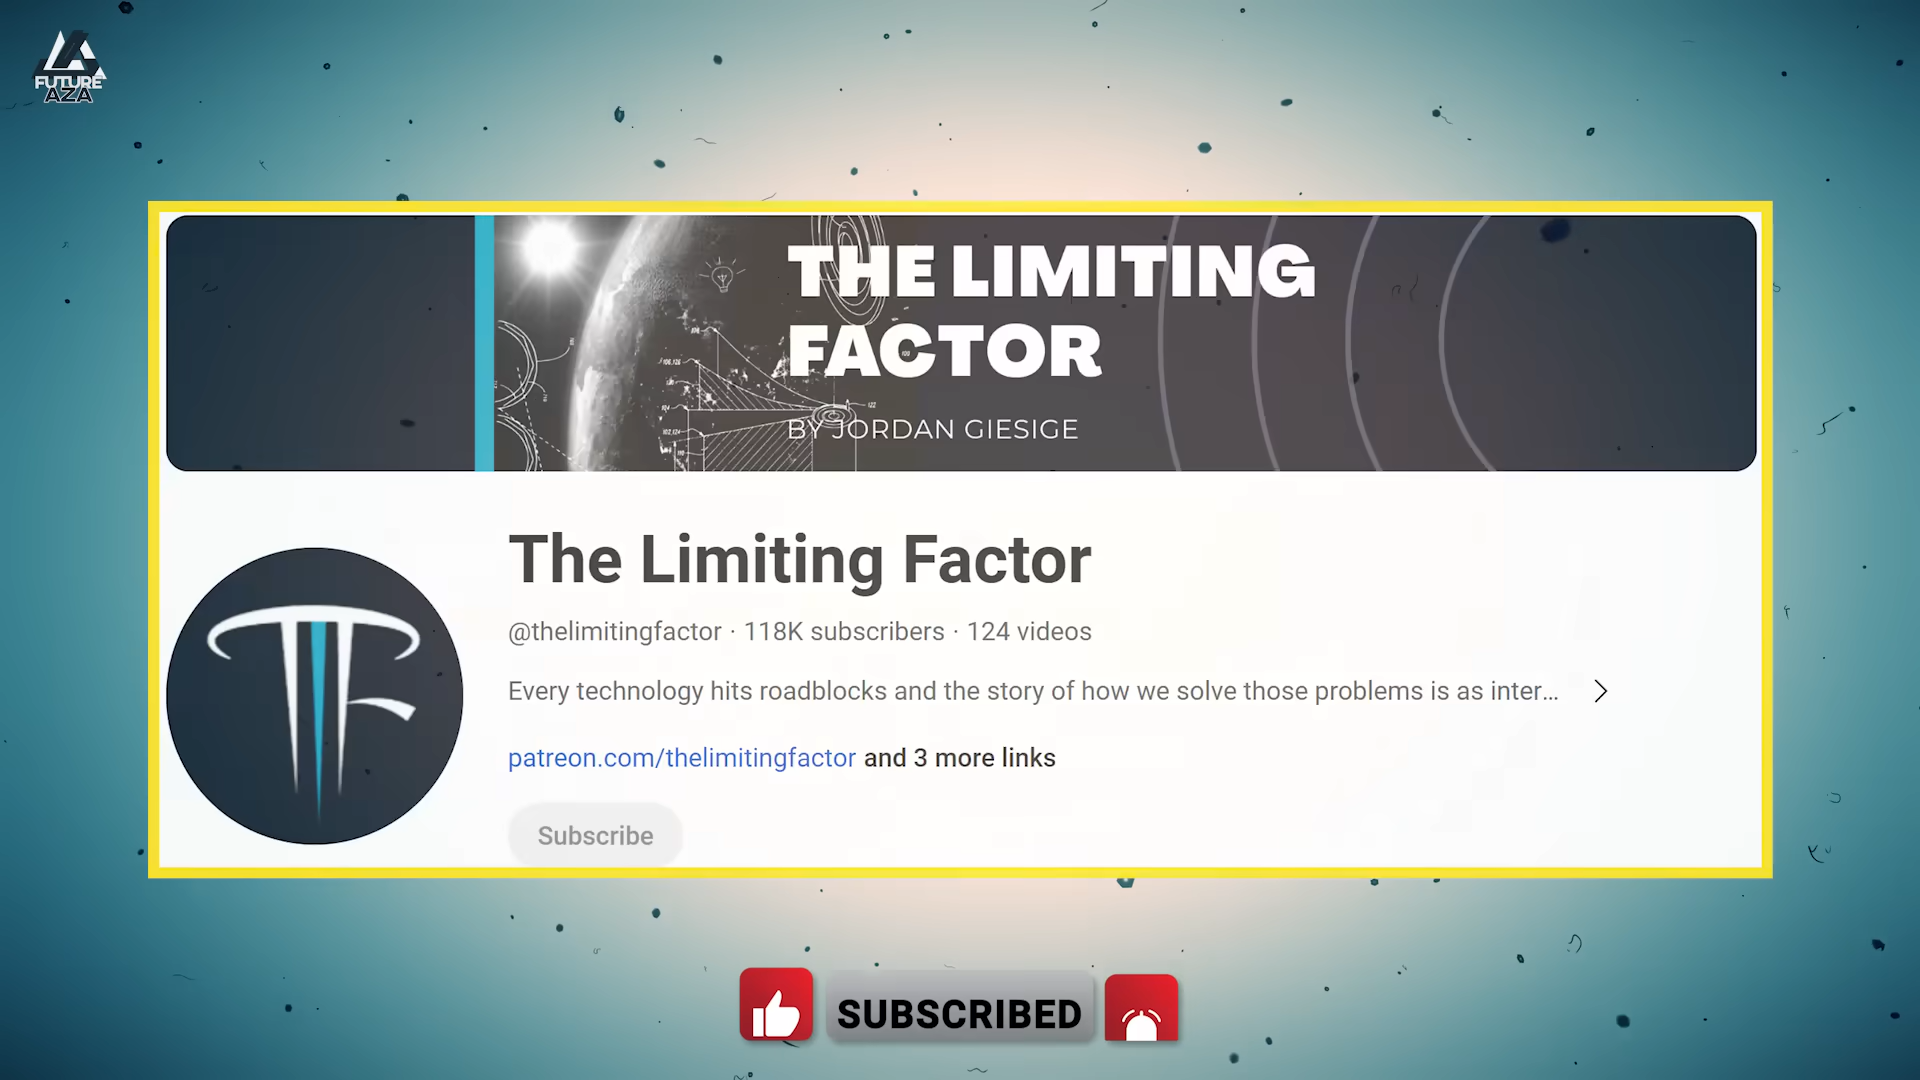 FUTURE
AZA
THE LIMITING
FACTOR
BY JORDAN GIESIGE
The Limiting Factor
@thelimitingfactor · 118K subscribers · 124 videos
Every technology hits roadblocks and the story of how we solve those problems is as inter...
patreon.com/thelimitingfactor and 3 more links
Subscribe
SUBSCRIBED